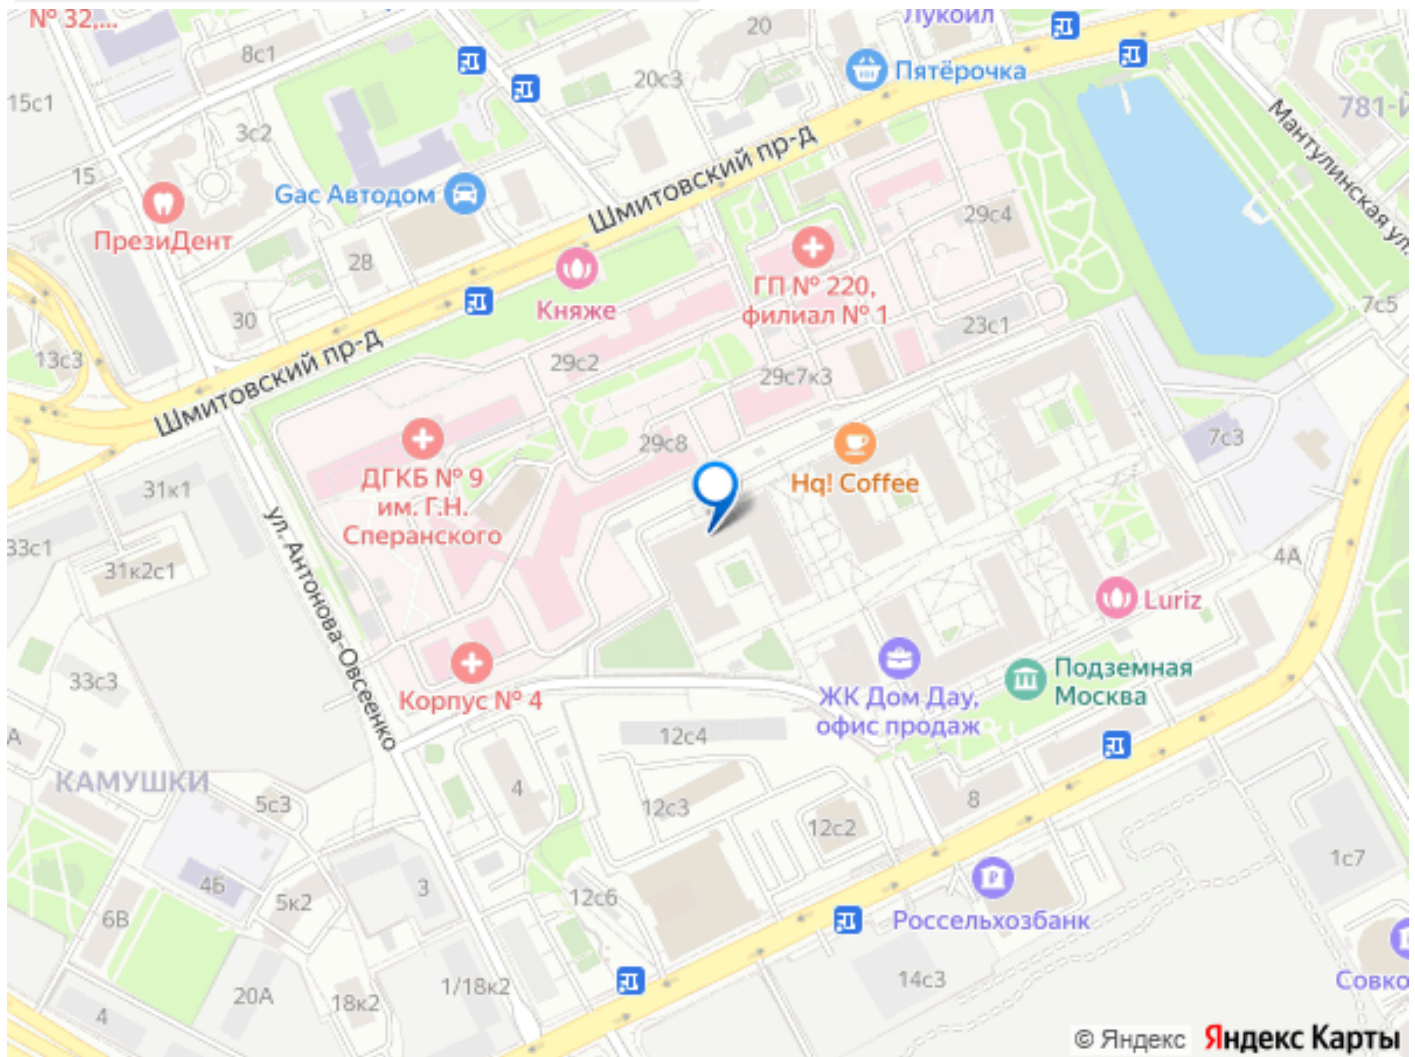 № 32,...
8с1
20
Лукойл
Пятёрочка
20с3
15с1
3с2
781-Й
Мантулинская ул.
15
Шмитовский пр-д
Gac Автодом
29с4
ПрезиДент
28
ГП № 220,
филиал № 1
Княже
30
7с5
23с1
13с3
Шмитовский пр-д
29с2
29с7к3
29с8
7с3
ДГКБ № 9
им. Г.Н.
Сперанского
Hq! Coffee
31к1
33с1
31к2с1
ул. Антонова-Овсеенко
4А
Luriz
33с3
Корпус № 4
ЖК Дом Дау,
офис продаж
Подземная
Москва
12с4
А
КАМУШКИ
5с3
4
12с3
12с2
8
1с7
4Б
5к2
3
12с6
6В
Россельхозбанк
20А
18к2
1/18к2
14с3
Совко
4
© Яндекс Яндекс Карты